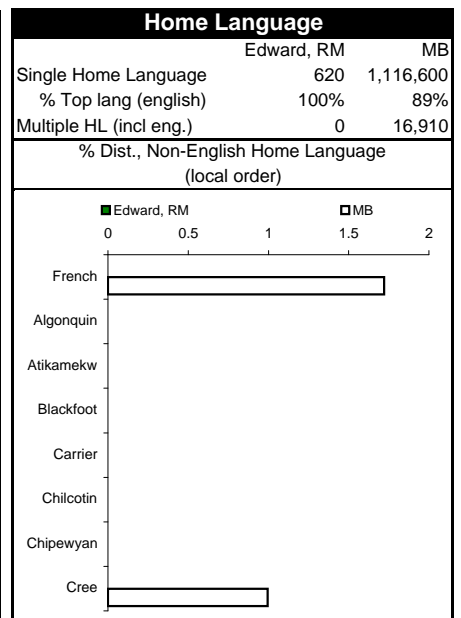 Home Language
Edward, RM MB
Single Home Language 620 1,116,600
% Top lang (english) 100% 89%
Multiple HL (incl eng.) 0 16,910
% Dist., Non-English Home Language
(local order)
Edward, RM MB
0 0.5 1 1.5 2
French
Algonquin
Atikamekw
Blackfoot
Carrier
Chilcotin
Chipewyan
Cree